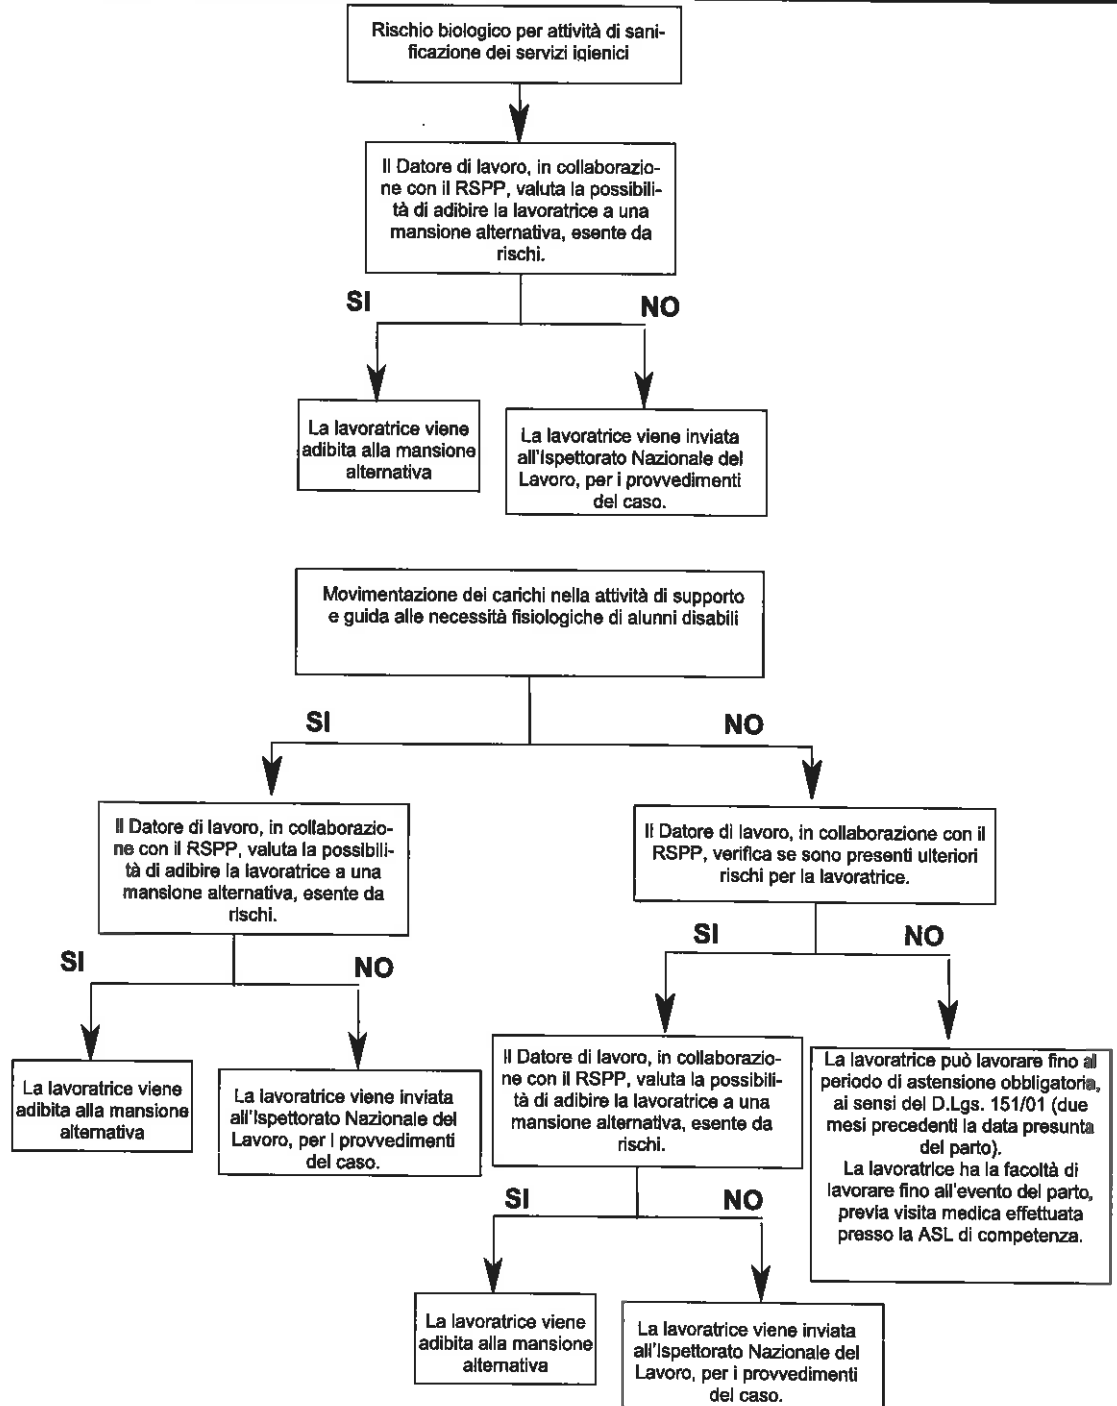 Rischio biologico per attività di sani-
ficazione dei servizi igienici
Il Datore di lavoro, in collaborazio-
ne con il RSPP, valuta la possibili-
tà di adibire la lavoratrice a una
mansione alternativa, esente da
rischi.
SI
NO
La lavoratrice viene
adibita alla mansione
alternativa
La lavoratrice viene inviata
all'Ispettorato Nazionale del
Lavoro, per i provvedimenti
del caso.
Movimentazione dei carichi nella attività di supporto
e guida alle necessità fisiologiche di alunni disabili
SI
NO
Il Datore di lavoro, in collaborazio-
ne con il RSPP, valuta la possibili-
tà di adibire la lavoratrice a una
mansione alternativa, esente da
rischi.
Il Datore di lavoro, in collaborazione con il
RSPP, verifica se sono presenti ulteriori
rischi per la lavoratrice.
SI
NO
SI
NO
La lavoratrice viene
adibita alla mansione
alternativa
La lavoratrice viene inviata
all'Ispettorato Nazionale del
Lavoro, per i provvedimenti
del caso.
Il Datore di lavoro, in collaborazio-
ne con il RSPP, valuta la possibili-
tà di adibire la lavoratrice a una
mansione alternativa, esente da
rischi.
La lavoratrice può lavorare fino al
periodo di astensione obbligatoria,
ai sensi del D.Lgs. 151/01 (due
mesi precedenti la data presunta
del parto).
La lavoratrice ha la facoltà di
lavorare fino all'evento del parto,
previa visita medica effettuata
presso la ASL di competenza.
SI
NO
La lavoratrice viene
adibita alla mansione
alternativa
La lavoratrice viene inviata
all'Ispettorato Nazionale del
Lavoro, per i provvedimenti
del caso.